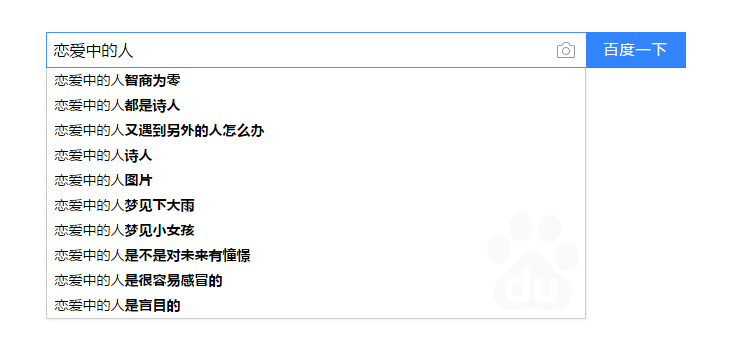 恋爱中的人 百度一下
恋爱中的人智商为零
恋爱中的人都是诗人
恋爱中的人又遇到另外的人怎么办
恋爱中的人诗人
恋爱中的人图片
恋爱中的人梦见下大雨
恋爱中的人梦见小女孩
恋爱中的人是不是对未来有憧憬
恋爱中的人是很容易感冒的
恋爱中的人是盲目的
du